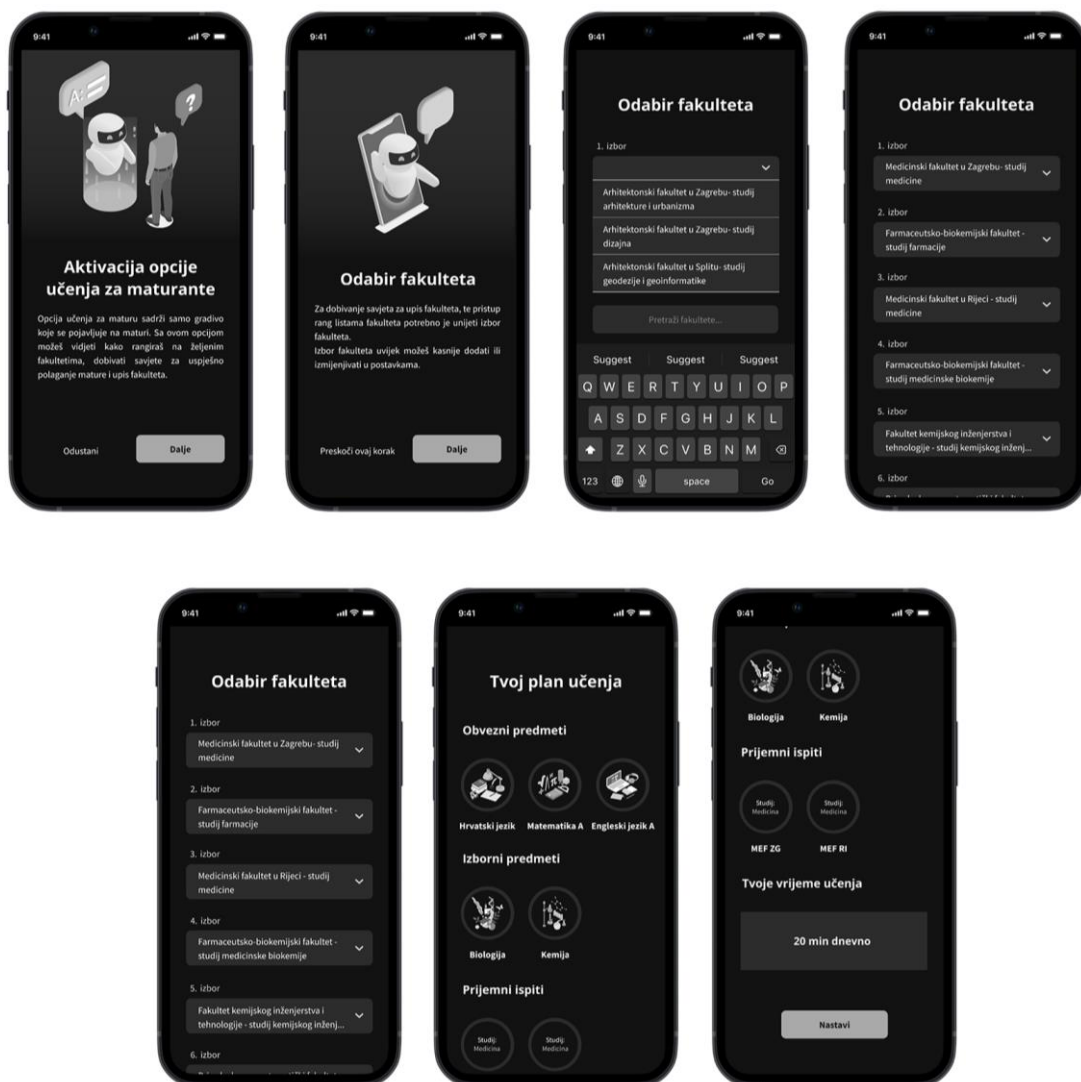 9:41
A:
?
Aktivacija opcije
učenja za maturante
Opcija učenja za maturu sadrži samo gradivo
koje se pojavljuje na maturi. Sa ovom opcijom
možeš vidjeti kako rangiraš na željenim
fakultetima, dobivati savjete za uspješno
polaganje mature i upis fakulteta.
Odustani
Dalje
9:41
Odabir fakulteta
Za dobivanje savjeta za upis fakulteta, te pristup
rang listama fakulteta potrebno je unijeti izbor
fakulteta.
Izbor fakulteta uvijek možeš kasnije dodati ili
izmijenjivati u postavkama.
Preskoči ovaj korak
Dalje
9:41
Odabir fakulteta
1. izbor
Arhitektonski fakultet u Zagrebu- studij
arhitekture i urbanizma
Arhitektonski fakultet u Zagrebu- studij
dizajna
Arhitektonski fakultet u Splitu- studij
geodezije i geoinformatike
Pretraži fakultete...
Suggest Suggest Suggest
Q W E R T Y U I O P
A S D F G H J K L
Z X C V B N M
123 space Go
9:41
Odabir fakulteta
1. izbor
Medicinski fakultet u Zagrebu- studij
medicine
2. izbor
Farmaceutsko-biokemijski fakultet -
studij farmacije
3. izbor
Medicinski fakultet u Rijeci - studij
medicine
4. izbor
Farmaceutsko-biokemijski fakultet -
studij medicinske biokemije
5. izbor
Fakultet kemijskog inženjerstva i
tehnologije - studij kemijskog inženj...
6. izbor
9:41
Odabir fakulteta
1. izbor
Medicinski fakultet u Zagrebu- studij
medicine
2. izbor
Farmaceutsko-biokemijski fakultet -
studij farmacije
3. izbor
Medicinski fakultet u Rijeci - studij
medicine
4. izbor
Farmaceutsko-biokemijski fakultet -
studij medicinske biokemije
5. izbor
Fakultet kemijskog inženjerstva i
tehnologije - studij kemijskog inženj...
6. izbor
9:41
Tvoj plan učenja
Obvezni predmeti
Hrvatski jezik Matematika A Engleski jezik A
Izborni predmeti
Biologija Kemija
Prijemni ispiti
Studij: Studij:
Medicina Medicina
9:41
Biologija Kemija
Prijemni ispiti
Studij: Studij:
Medicina Medicina
MEF ZG MEF RI
Tvoje vrijeme učenja
20 min dnevno
Nastavi